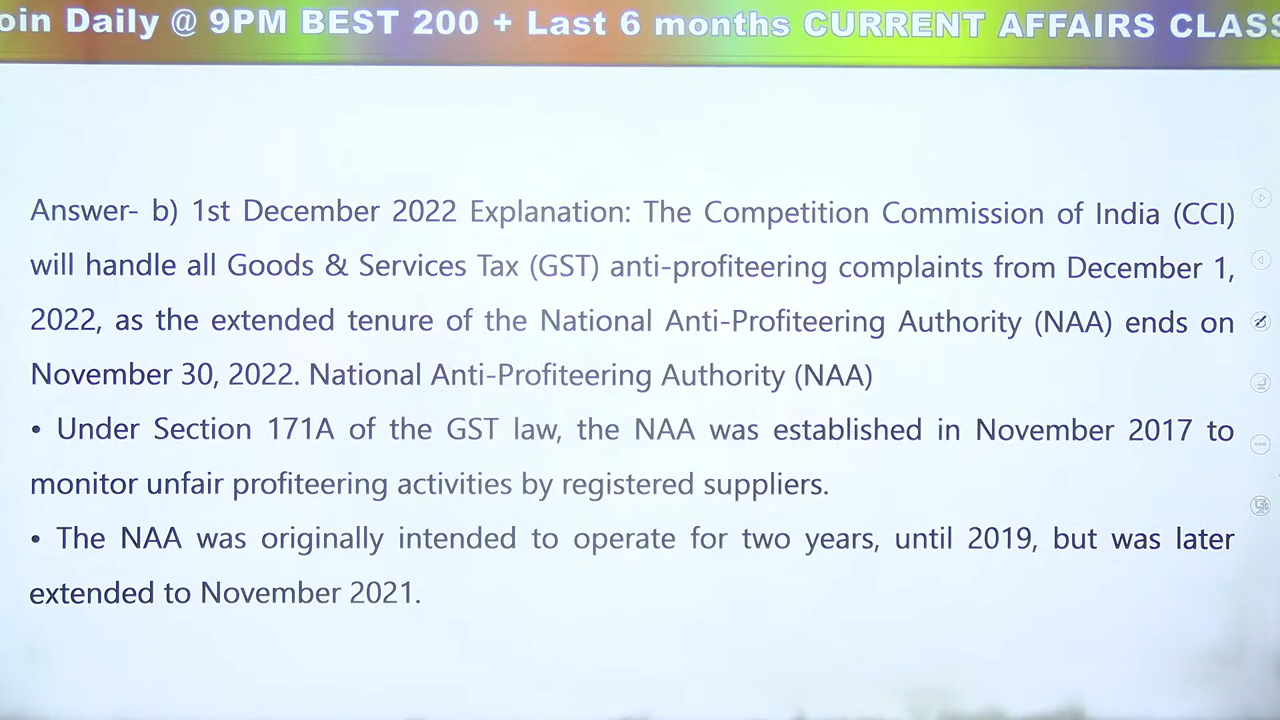 oin Daily @ 9PM BEST 200 + Last 6 months CURRENT AFFAIRS CLASS
Answer- b) 1st December 2022 Explanation: The Competition Commission of India (CCI)
will handle all Goods & Services Tax (GST) anti-profiteering complaints from December 1,
2022, as the extended tenure of the National Anti-Profiteering Authority (NAA) ends on
November 30, 2022. National Anti-Profiteering Authority (NAA)
• Under Section 171A of the GST law, the NAA was established in November 2017 to
monitor unfair profiteering activities by registered suppliers.
• The NAA was originally intended to operate for two years, until 2019, but was later
extended to November 2021.